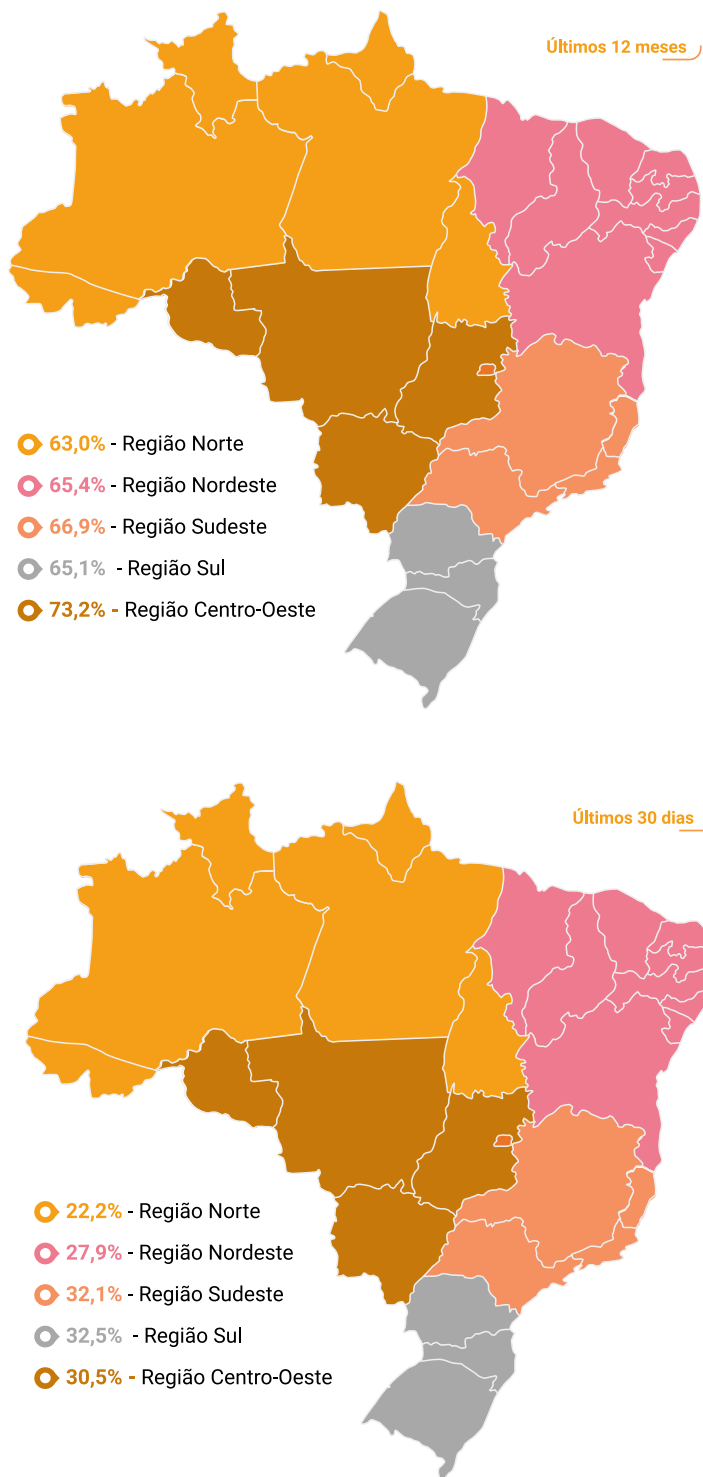 Últimos 12 meses
63,0% - Região Norte
65,4% - Região Nordeste
66,9% - Região Sudeste
65,1% - Região Sul
73,2% - Região Centro-Oeste
Últimos 30 dias
22,2% - Região Norte
27,9% - Região Nordeste
32,1% - Região Sudeste
32,5% - Região Sul
30,5% - Região Centro-Oeste